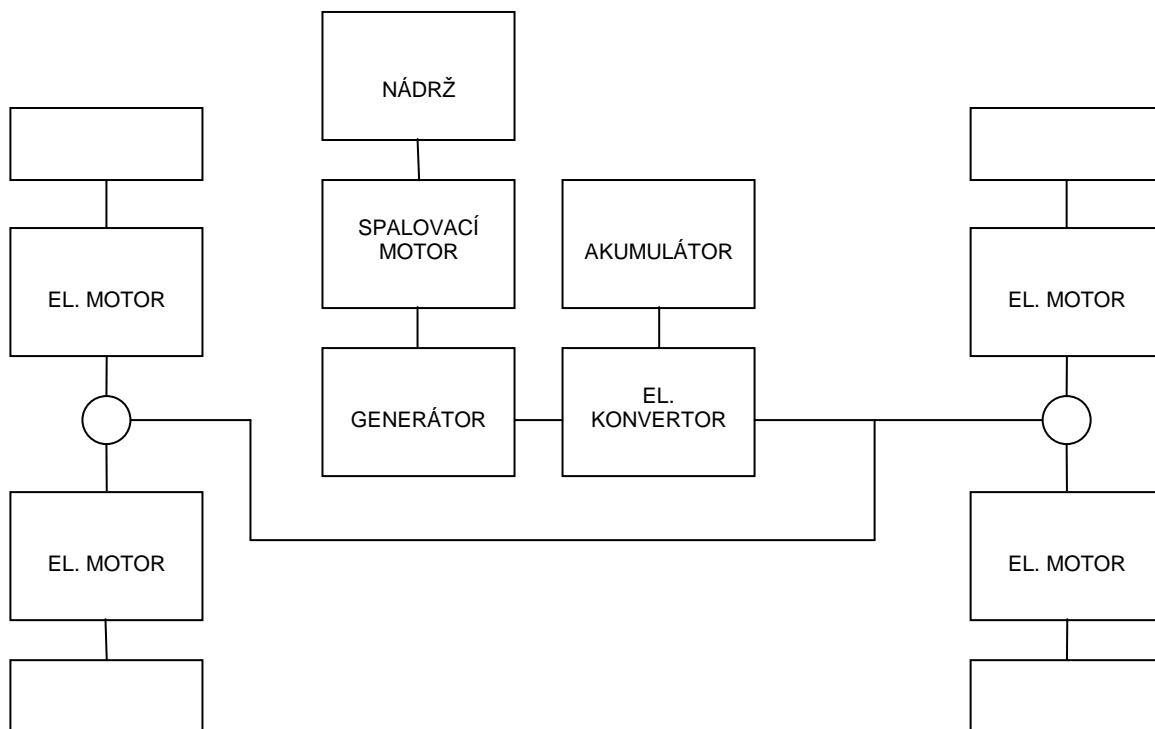 NÁDRŽ
SPALOVACÍ
MOTOR
AKUMULÁTOR
EL. MOTOR
EL. MOTOR
GENERÁTOR
EL.
KONVERTOR
EL. MOTOR
EL. MOTOR